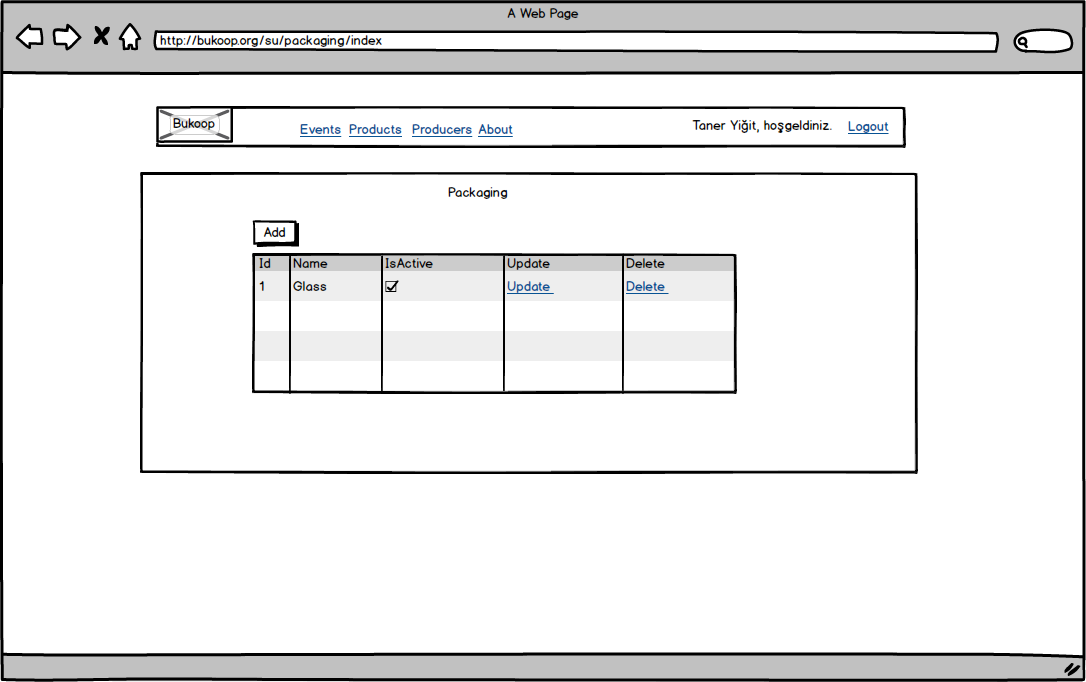 A Web Page
http://bukoop.org/su/packaging/index
Bukoop Events Products Producers About Taner Yiğit, hoşgeldiniz. Logout
Packaging
Add
Id Name IsActive Update Delete
1 Glass Update Delete